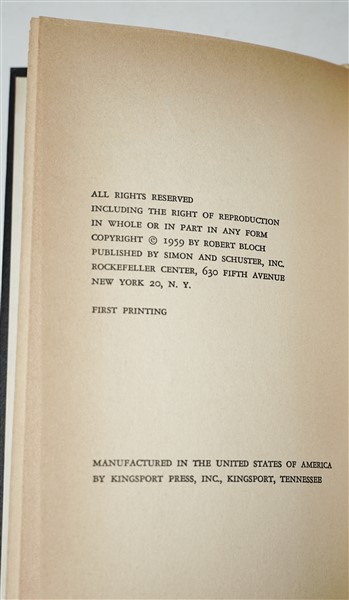 ALL RIGHTS RESERVED
INCLUDING THE RIGHT OF REPRODUCTION
IN WHOLE OR IN PART IN ANY FORM
COPYRIGHT © 1959 BY ROBERT BLOCH
PUBLISHED BY SIMON AND SCHUSTER, INC.
ROCKEFELLER CENTER, 630 FIFTH AVENUE
NEW YORK 20, N. Y.
FIRST PRINTING
MANUFACTURED IN THE UNITED STATES OF AMERICA
BY KINGSPORT PRESS, INC., KINGSPORT, TENNESSEE